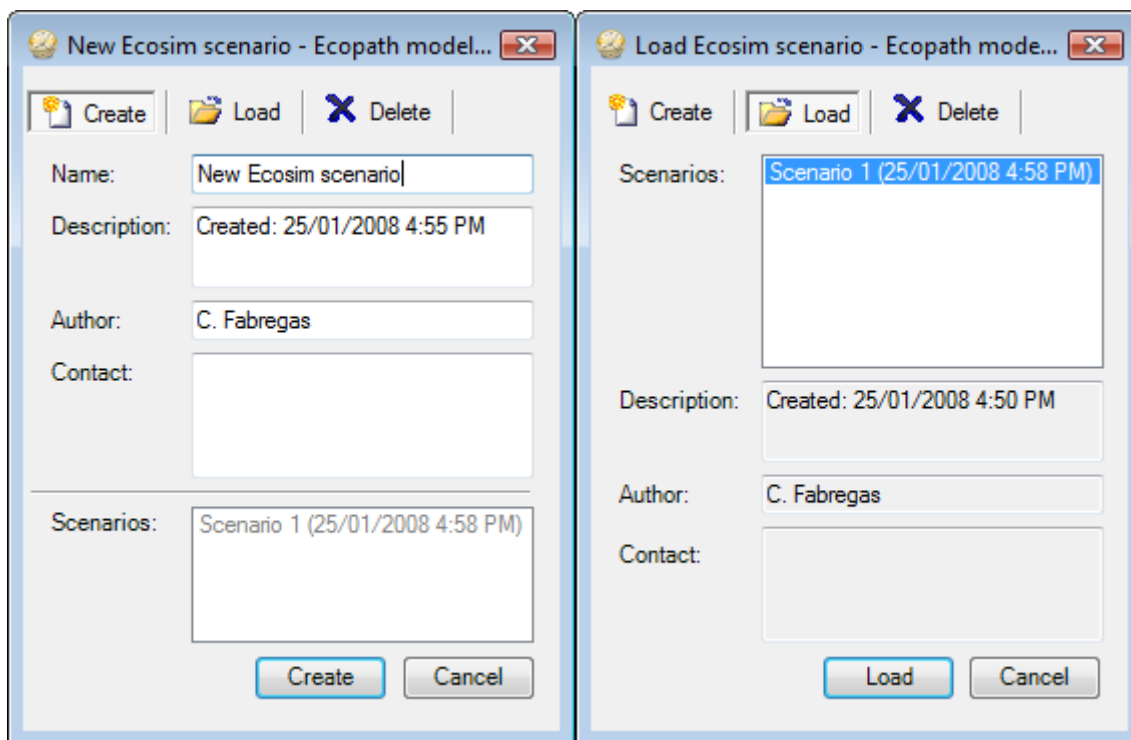 New Ecosim scenario - Ecopath model...
Create Load Delete
Name: New Ecosim scenario
Description: Created: 25/01/2008 4:55 PM
Author: C. Fabregas
Contact:
Scenarios: Scenario 1 (25/01/2008 4:58 PM)
Create Cancel
Load Ecosim scenario - Ecopath mode...
Create Load Delete
Scenarios: Scenario 1 (25/01/2008 4:58 PM)
Description: Created: 25/01/2008 4:50 PM
Author: C. Fabregas
Contact:
Load Cancel